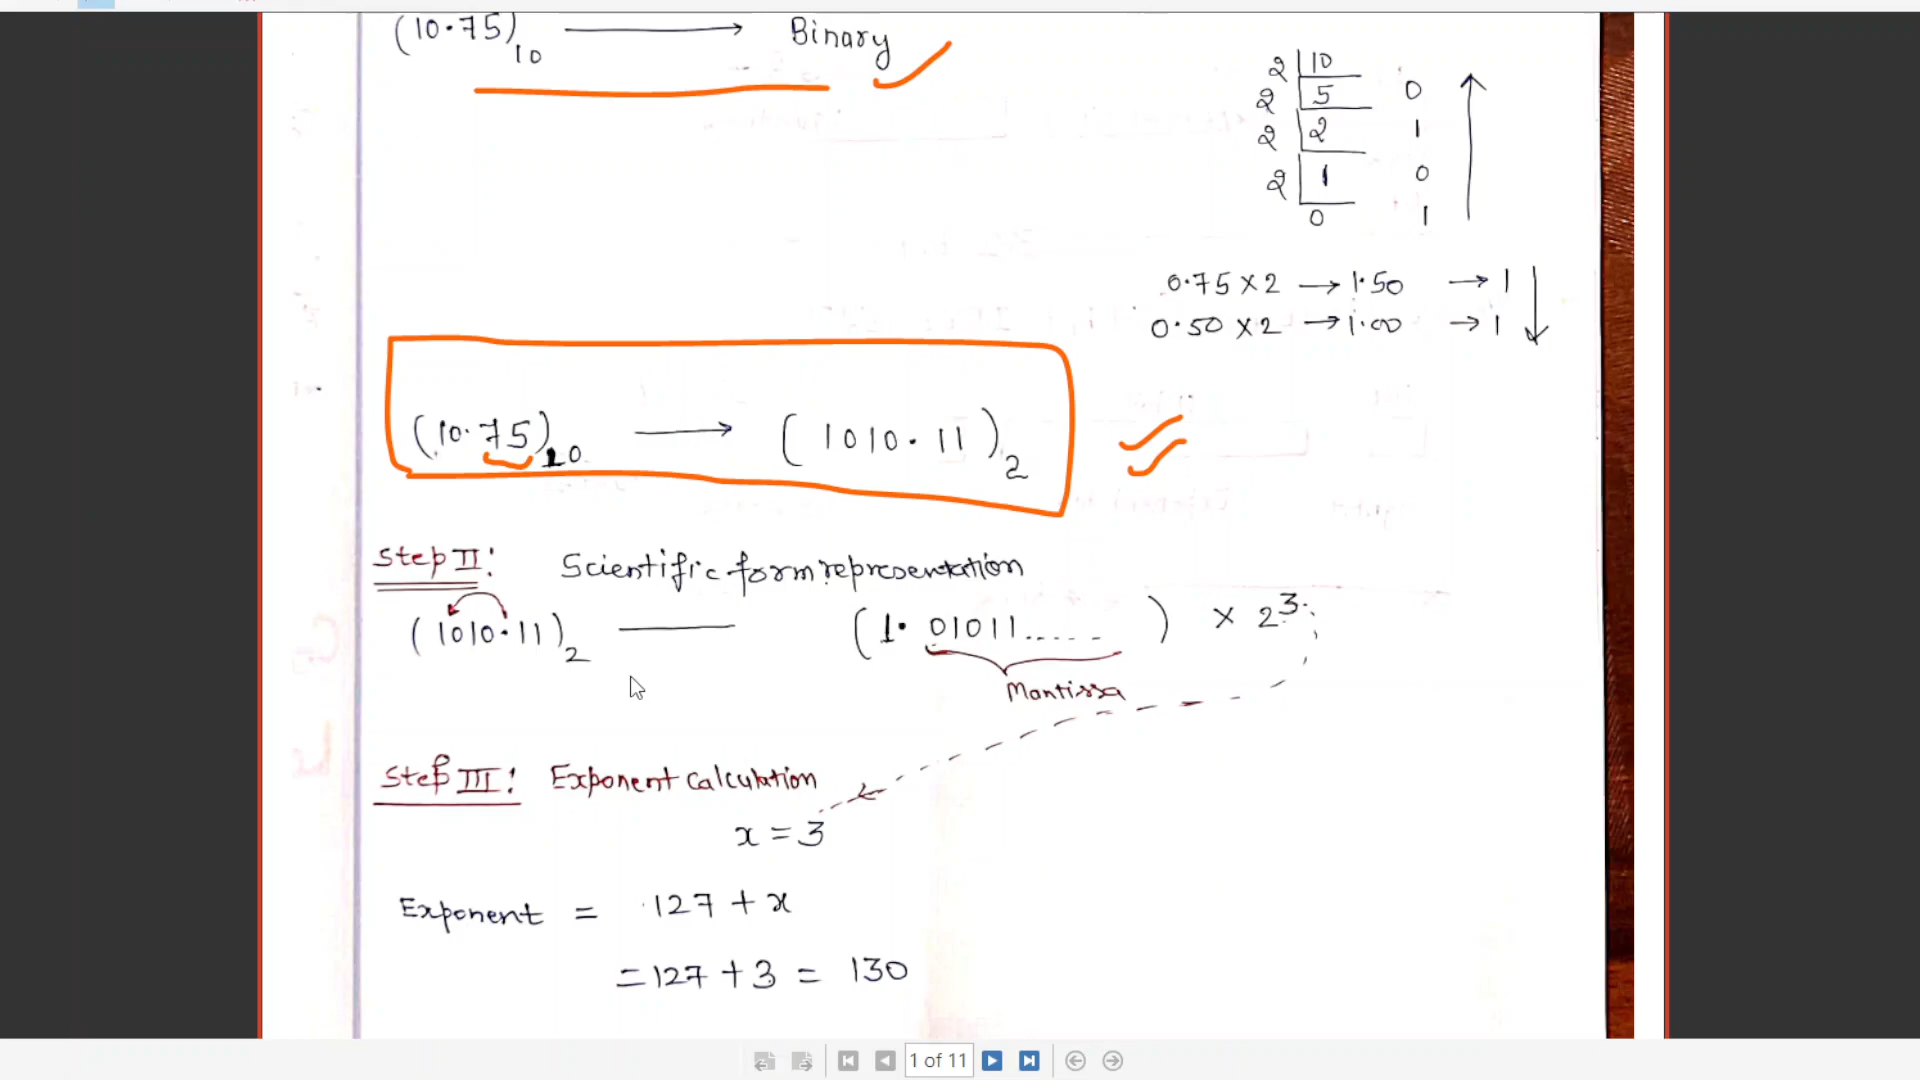 (10.75)10 ⟶ Binary
2 | 10
2 | 5 0
2 | 2 1
2 | 1 0
0 1
0.75 X 2 → 1.50 → 1
0.50 X 2 → 1.00 → 1
(10.75)10 ⟶ (1010.11)2
Step II: Scientific form representation
(1010.11)2 — (1.01011......) X 2^3
Mantissa
Step III: Exponent calculation
x = 3
Exponent = 127 + x
= 127 + 3 = 130
1 of 11